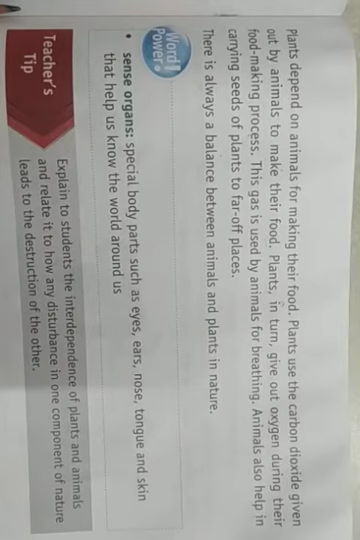 Plants depend on animals for making their food. Plants use the carbon dioxide given
out by animals to make their food. Plants, in turn, give out oxygen during their
food-making process. This gas is used by animals for breathing. Animals also help in
carrying seeds of plants to far-off places.
There is always a balance between animals and plants in nature.
Word
Power!
• sense organs: special body parts such as eyes, ears, nose, tongue and skin
that help us know the world around us
Teacher's
Tip
Explain to students the interdependence of plants and animals
and relate it to how any disturbance in one component of nature
leads to the destruction of the other.